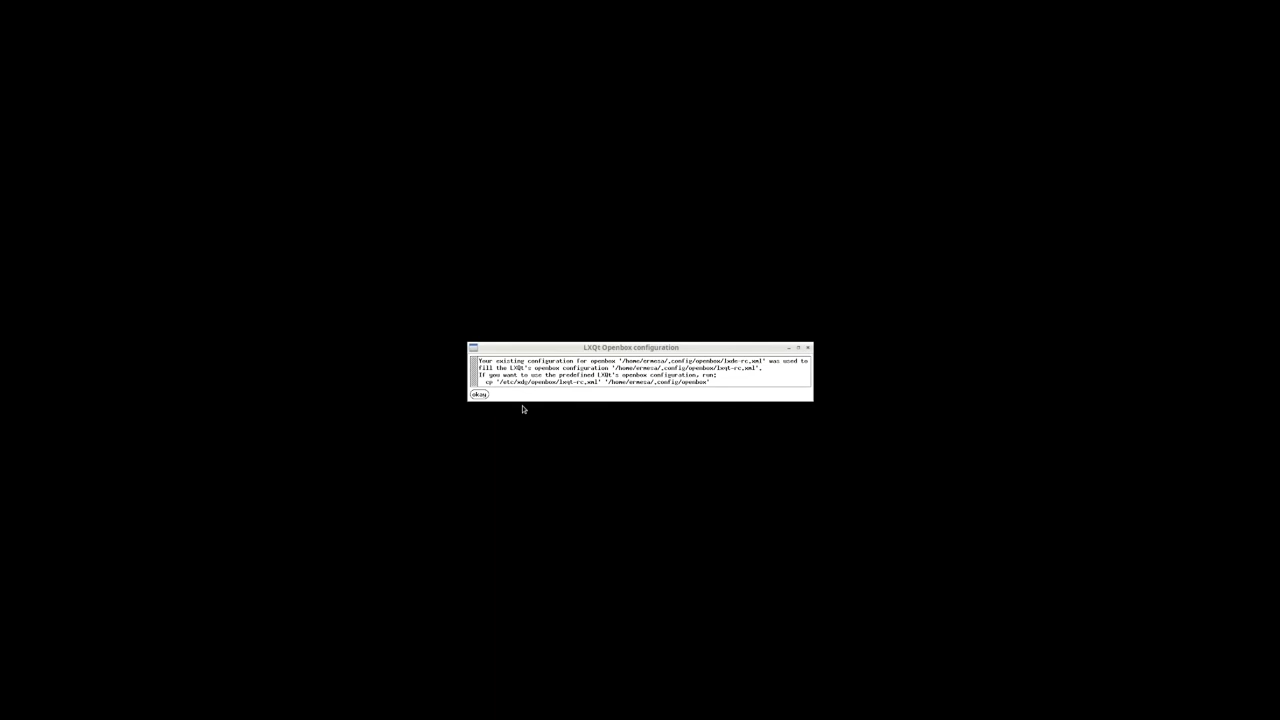 LXQt Openbox configuration
Your existing configuration for openbox '/home/ermesa/.config/openbox/lxde-rc.xml' was used to
fill the LXQt's openbox configuration '/home/ermesa/.config/openbox/lxqt-rc.xml'.
If you want to use the predefined LXQt's openbox configuration, run:
cp '/etc/xdg/openbox/lxqt-rc.xml' '/home/ermesa/.config/openbox'
okay